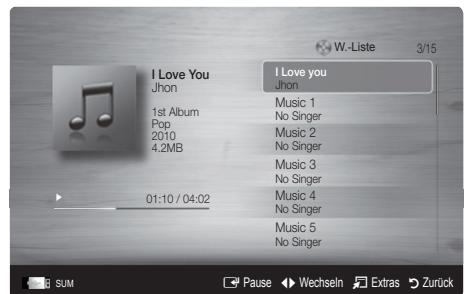 W.-Liste 3/15
I Love You
Jhon
1st Album
Pop
2010
4.2MB
01:10 / 04:02
I Love you
Jhon
Music 1
No Singer
Music 2
No Singer
Music 3
No Singer
Music 4
No Singer
Music 5
No Singer
SUM Pause Wechseln Extras Zurück